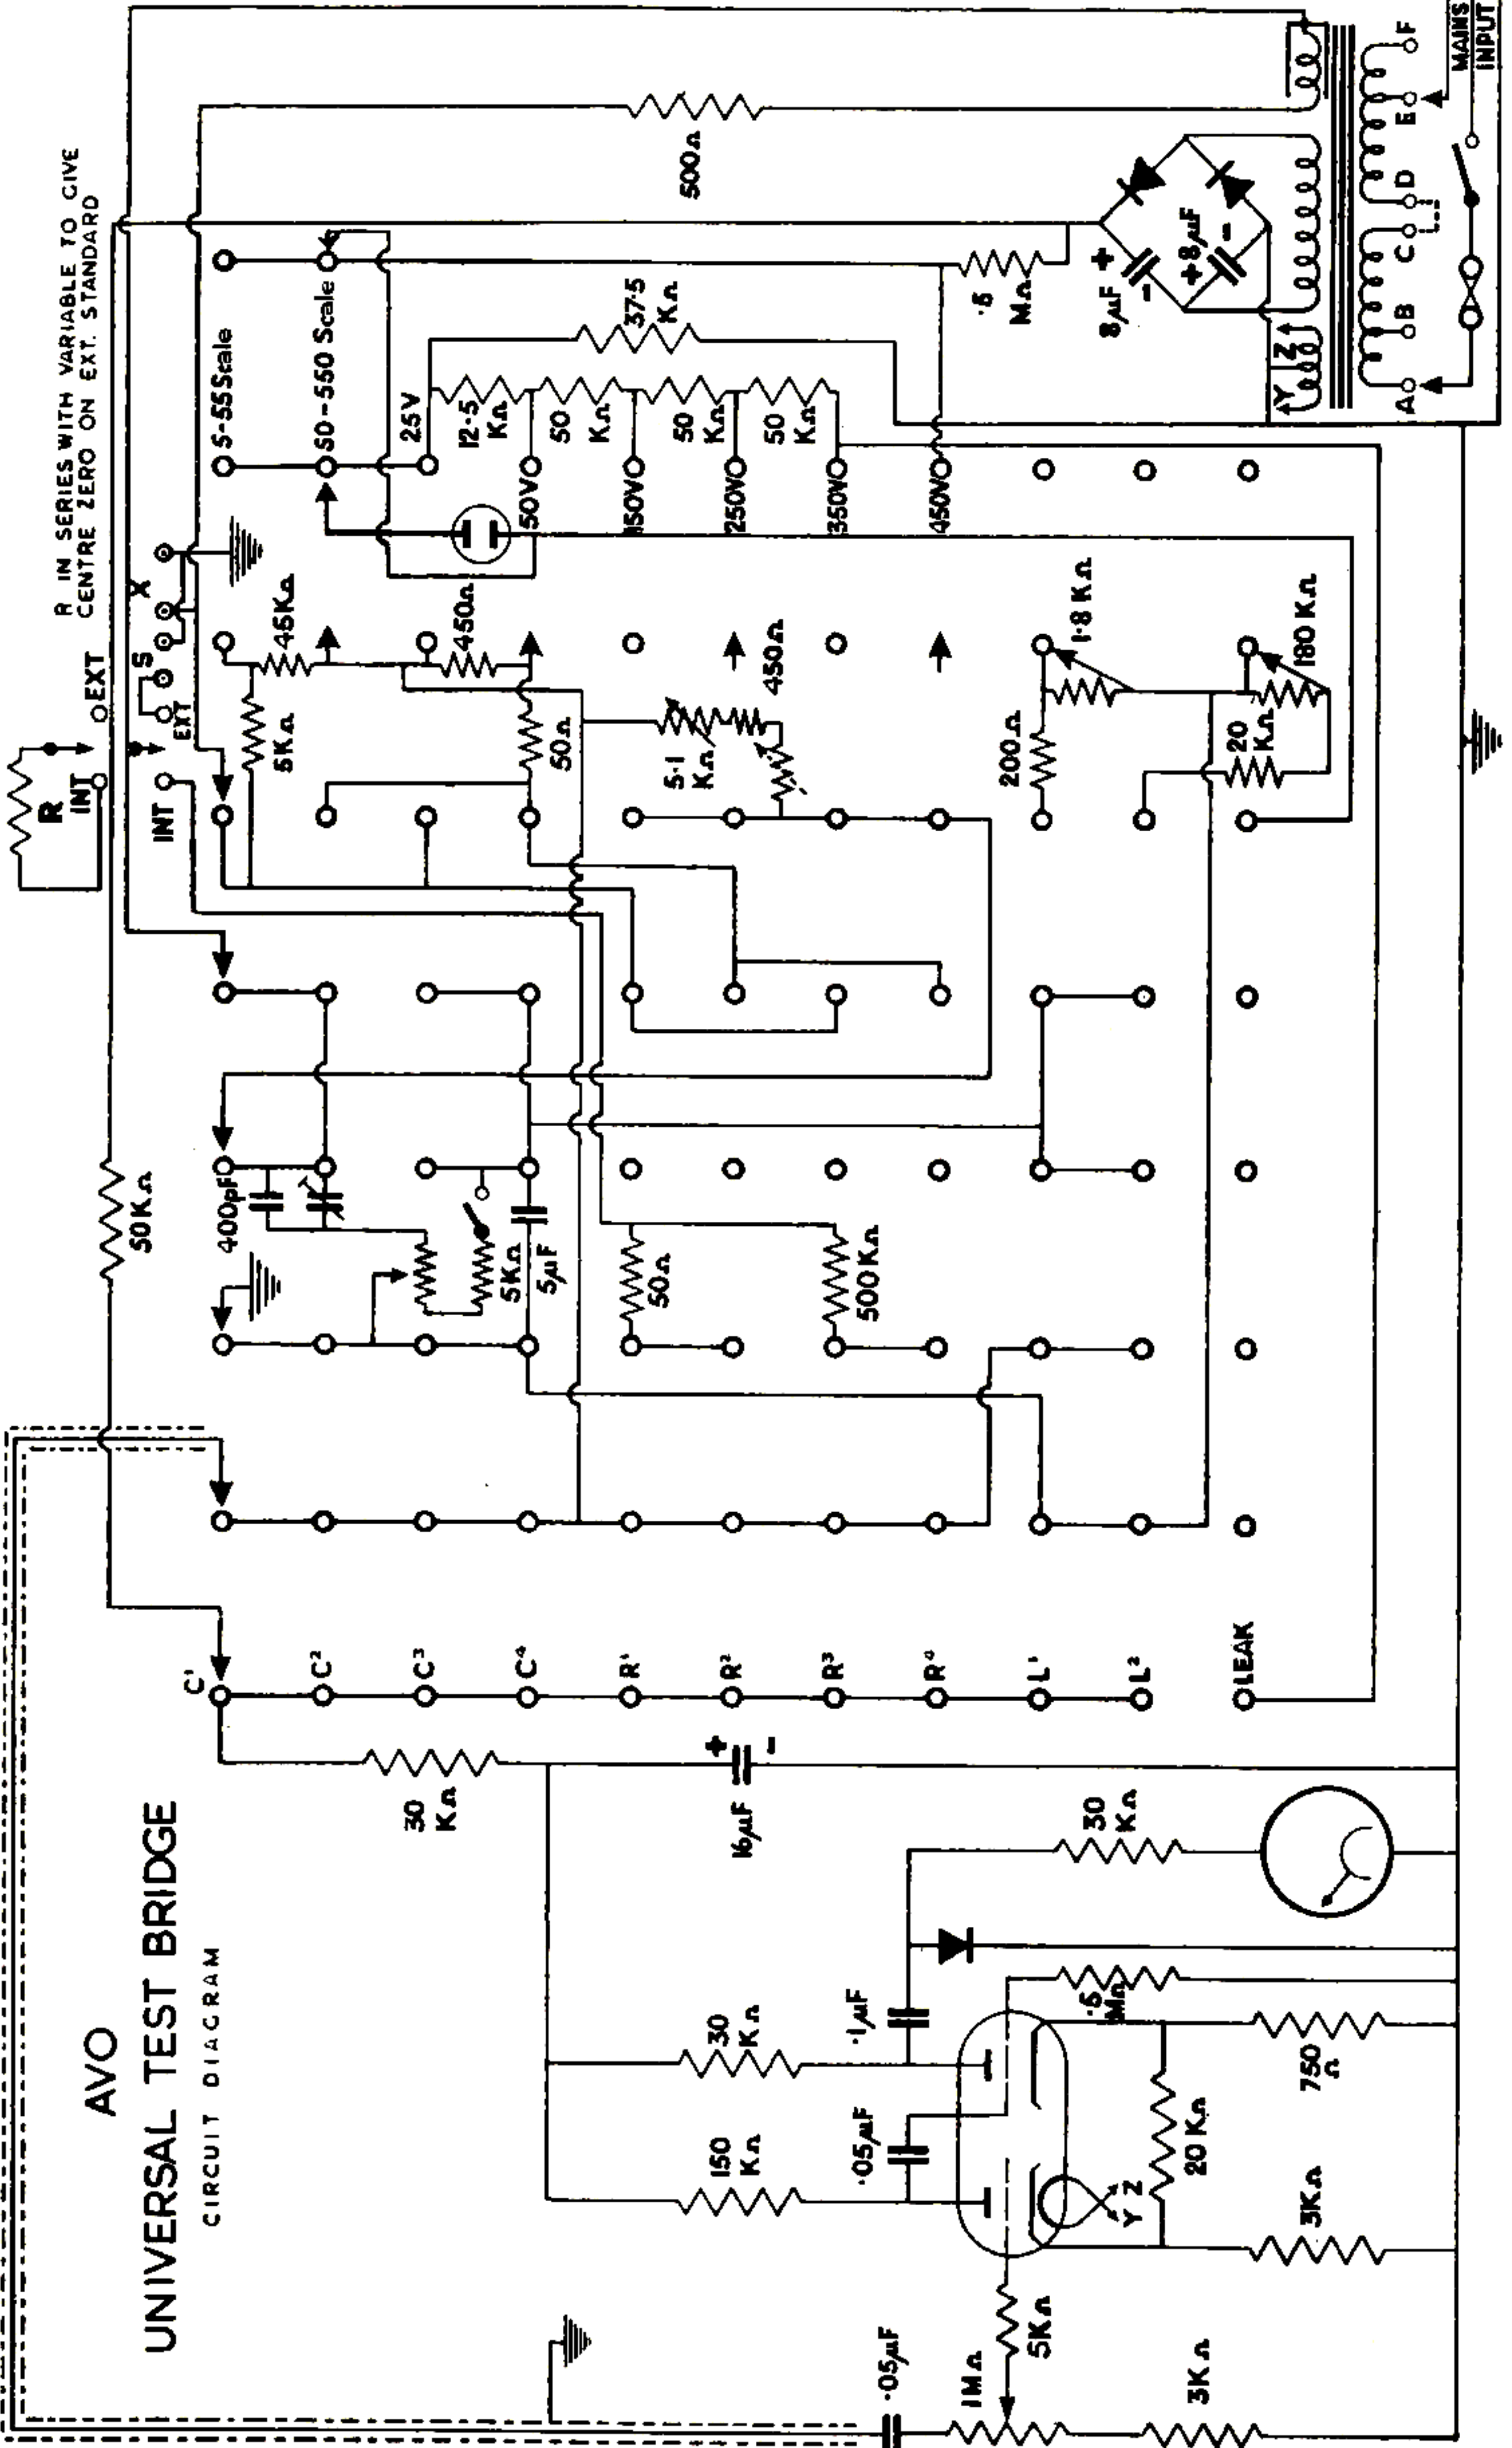 AVO
UNIVERSAL TEST BRIDGE
CIRCUIT DIAGRAM
R IN SERIES WITH VARIABLE TO GIVE
CENTRE ZERO ON EXT. STANDARD
R
INT
EXT
INT
EXT
S
X
5-55 Scale
50-550 Scale
25V
50V
150V
250V
350V
450V
12·5
KΩ
50
KΩ
50
KΩ
50
KΩ
37·5
KΩ
·5
MΩ
500Ω
8μF
+
-
+
8μF
-
Y
Z
A
B
C
D
E
F
MAINS
INPUT
45KΩ
5KΩ
450Ω
50Ω
5·1
KΩ
450Ω
200Ω
1·8 KΩ
20
KΩ
180 KΩ
50KΩ
400pF
5KΩ
5μF
50Ω
500KΩ
C¹
C²
C³
C⁴
R¹
R²
R³
R⁴
L¹
L²
LEAK
30
KΩ
16μF
+
-
30
KΩ
150
KΩ
30
KΩ
·05μF
·1μF
·5
MΩ
Y Z
20 KΩ
750
Ω
3KΩ
·05μF
1MΩ
5KΩ
3KΩ